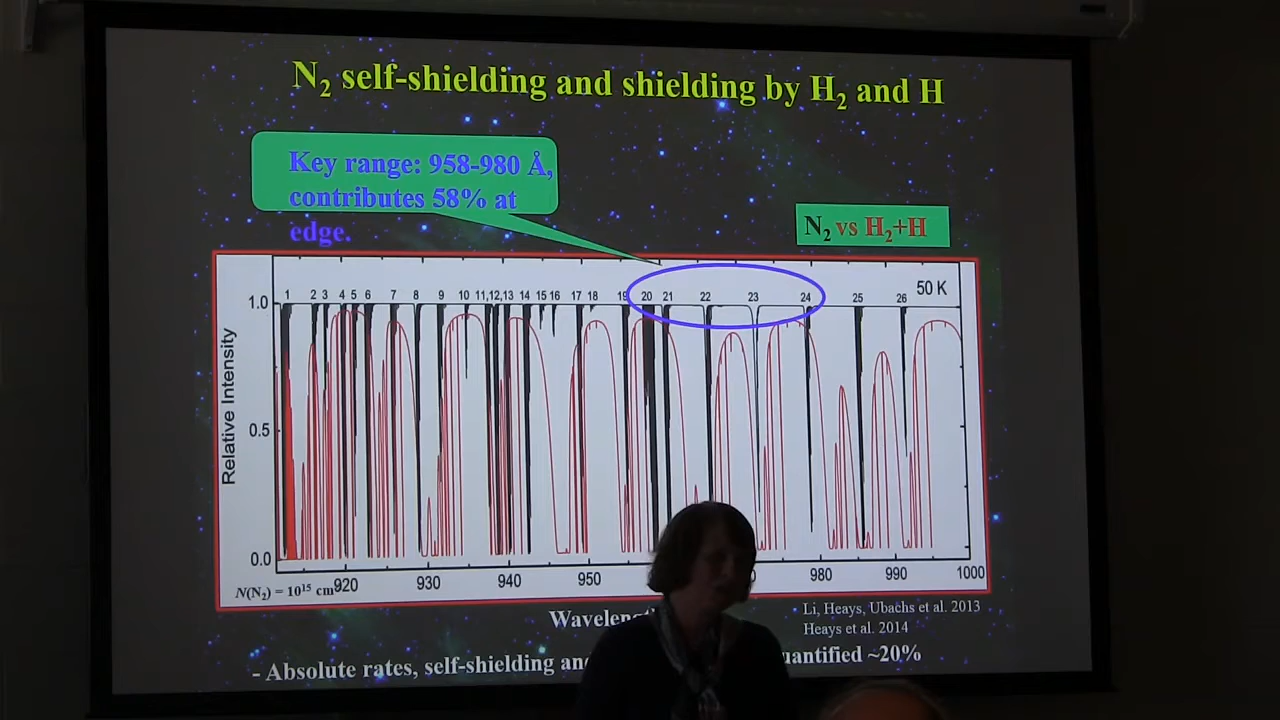 N₂ self-shielding and shielding by H₂ and H
Key range: 958-980 Å,
contributes 58% at
edge.
N₂ vs H₂+H
50 K
1 2 3 4 5 6 7 8 9 10 11,12,13 14 15 16 17 18 19 20 21 22 23 24 25 26
1.0
Relative Intensity
0.5
0.0
920 930 940 950 980 990 1000
N(N₂) = 10¹⁵ cm
Li, Heays, Ubachs et al. 2013
Heays et al. 2014
- Absolute rates, self-shielding ~20%